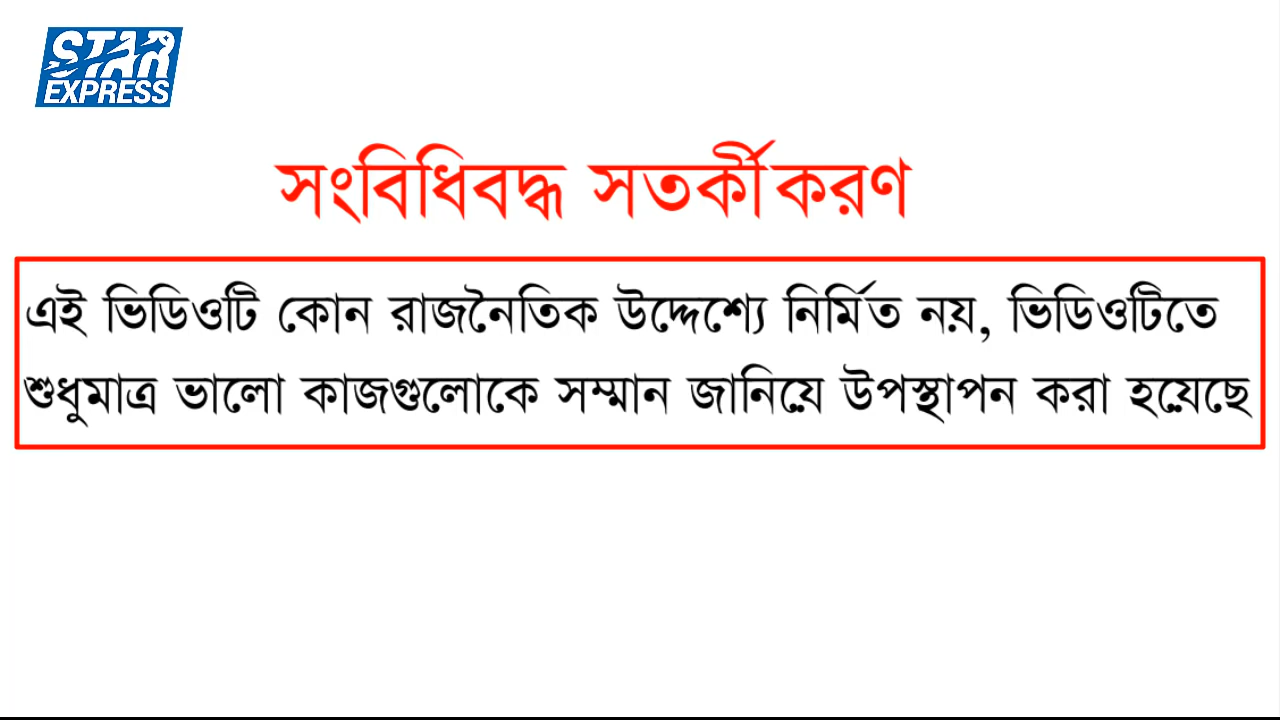 STAR
EXPRESS
সংবিধিবদ্ধ সতর্কীকরণ
এই ভিডিওটি কোন রাজনৈতিক উদ্দেশ্যে নির্মিত নয়, ভিডিওটিতে
শুধুমাত্র ভালো কাজগুলোকে সম্মান জানিয়ে উপস্থাপন করা হয়েছে